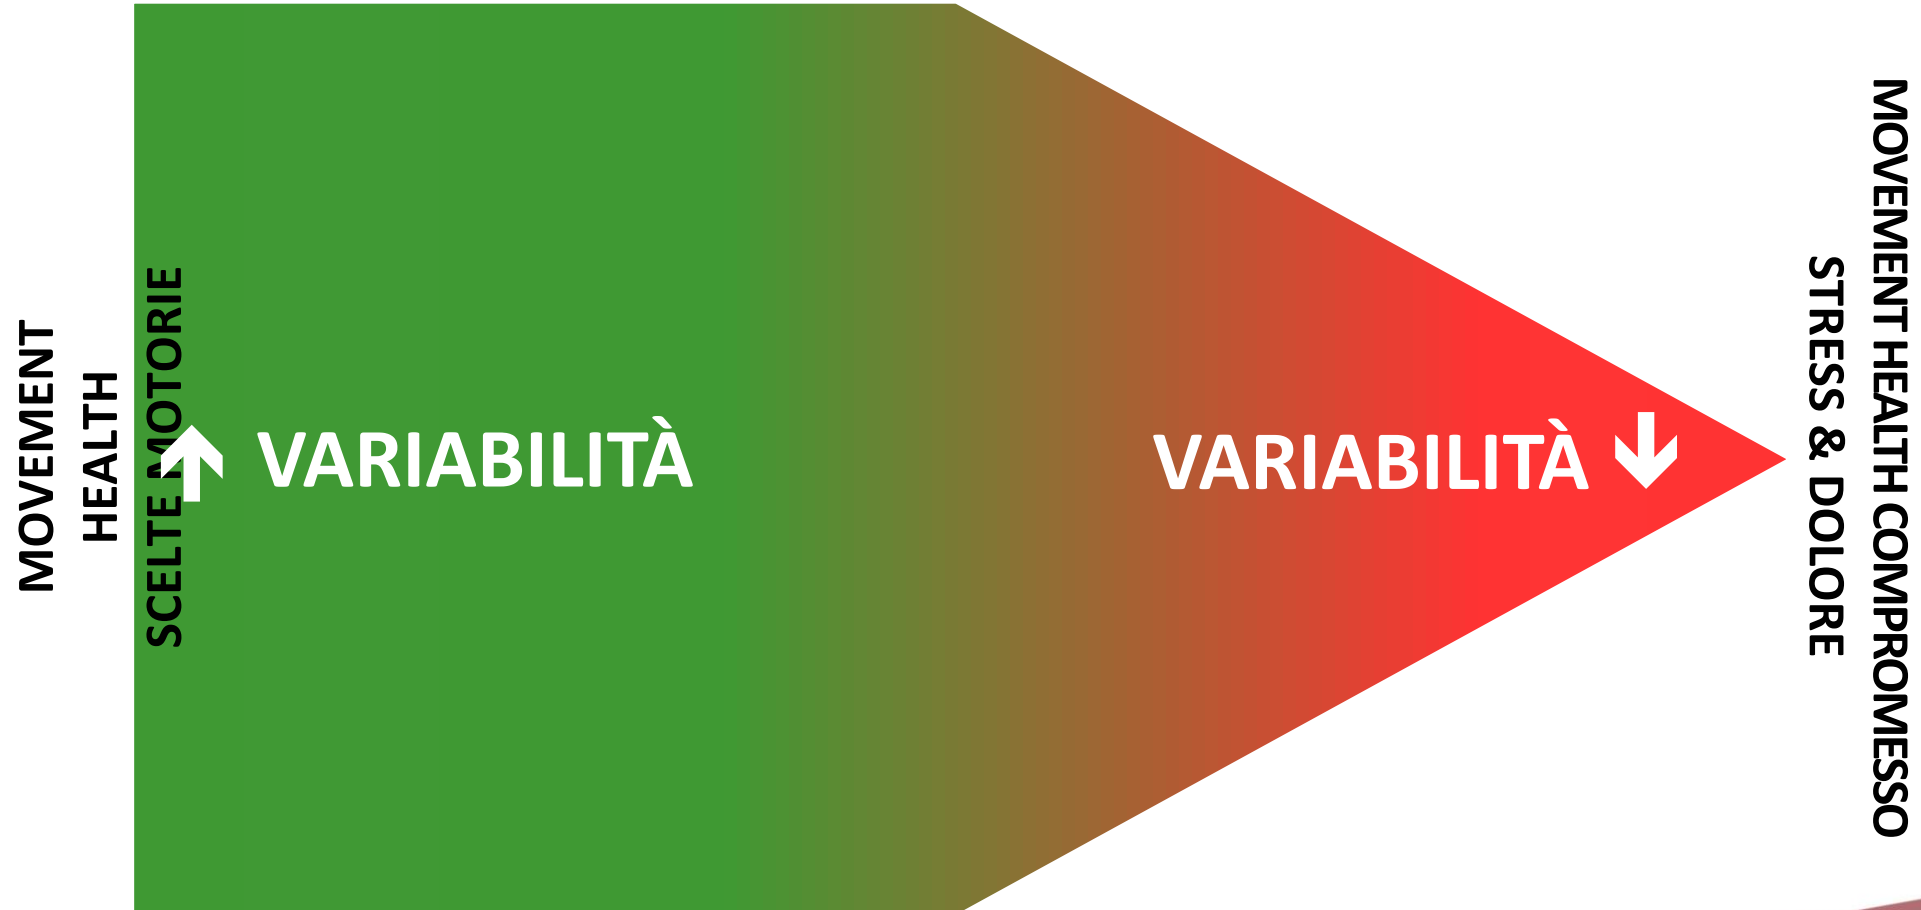 MOVEMENT
HEALTH
SCELTE MOTORIE
↑ VARIABILITÀ
VARIABILITÀ ↓
STRESS & DOLORE
MOVEMENT HEALTH COMPROMESSO